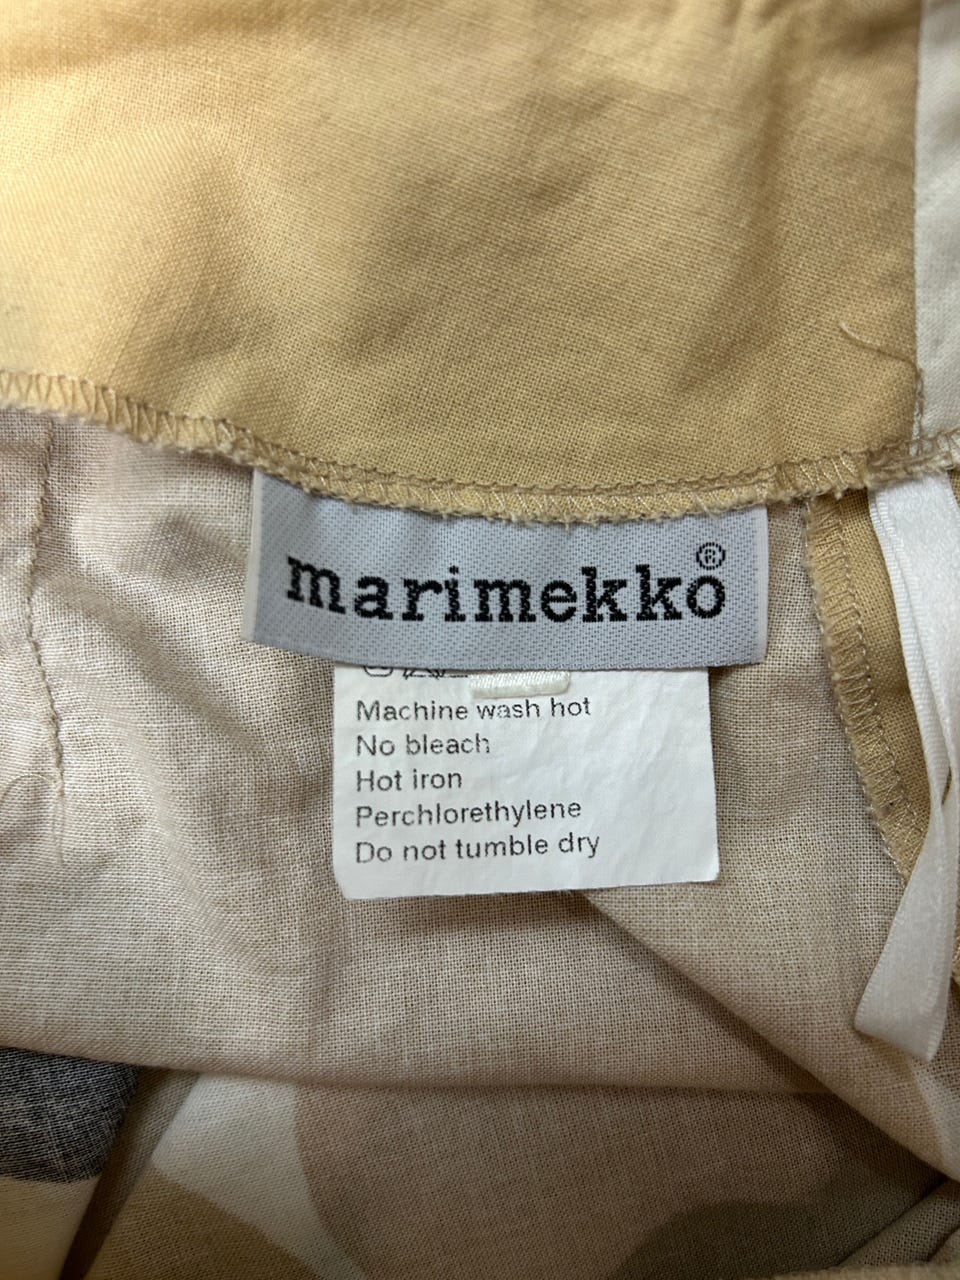 marimekko®
Machine wash hot
No bleach
Hot iron
Perchlorethylene
Do not tumble dry